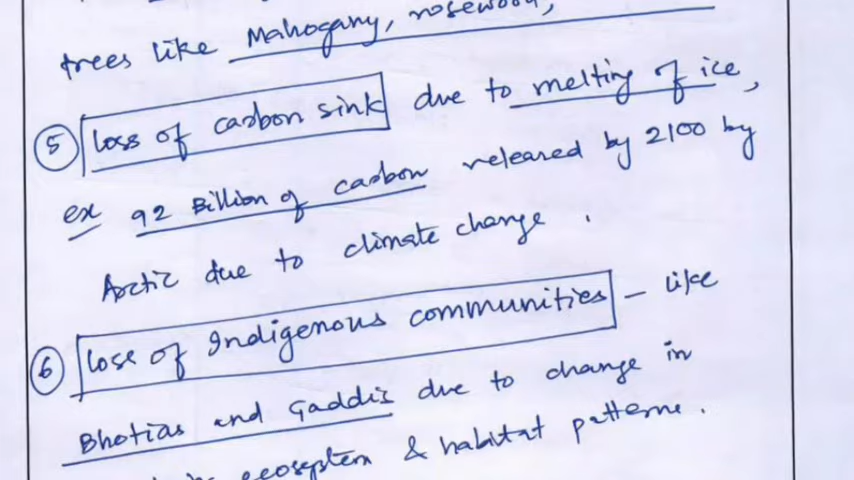 trees like Mahogany, rosewood,
⑤ Loss of carbon sink due to melting of ice,
ex 92 Billion of carbon released by 2100 by
Arctic due to climate change.
⑥ Lose of Indigenous communities - like
Bhotias and Gaddis due to change in
ecosystem & habitat patterns.